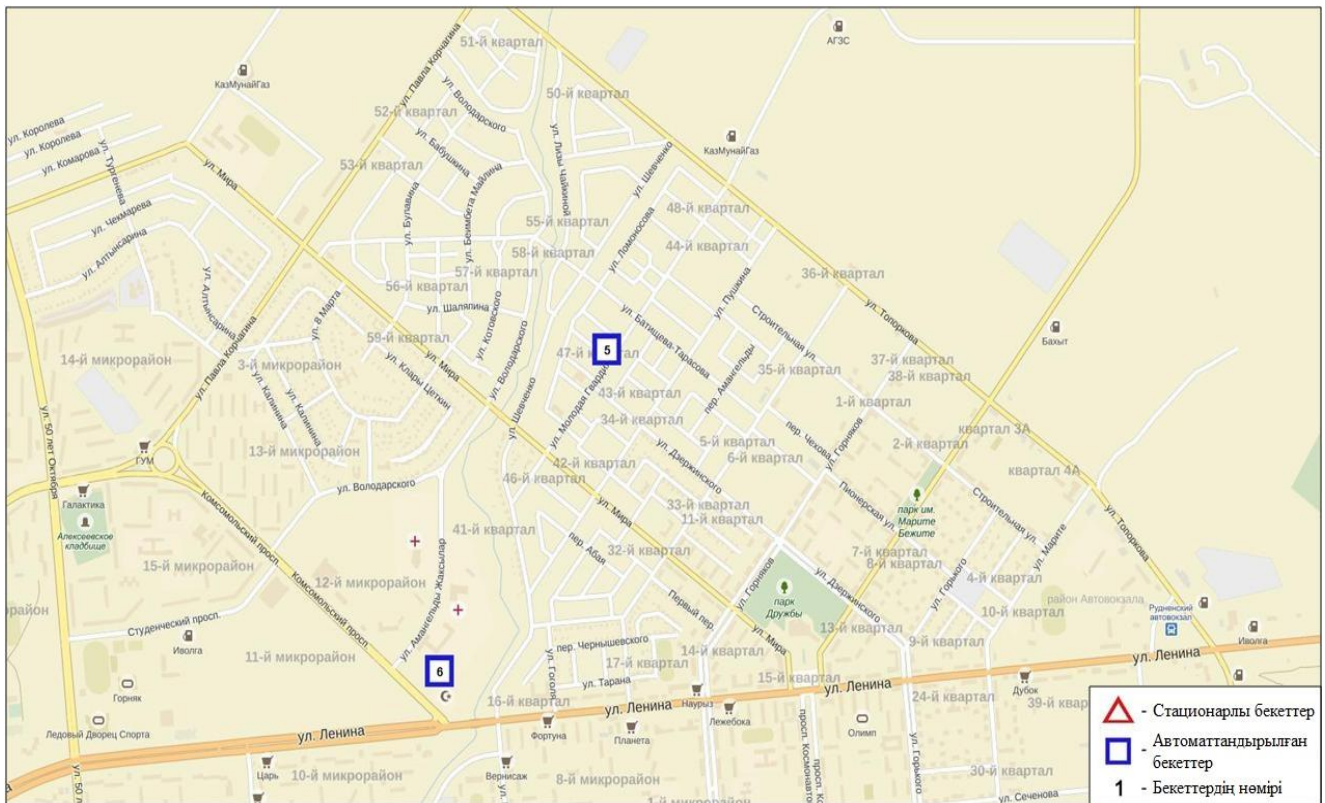 51-й квартал
АГЗС
ул. Павла Корчагина
КазМунайГаз
ул. Володарского
50-й квартал
52-й квартал
ул. Королева
ул. Королева
ул. Комарова
ул. Тургенева
ул. Бабушкина
ул. Лизы Чайкиной
КазМунайГаз
ул. Мира
53-й квартал
ул. Шевченко
ул. Булавина
ул. Беимбета Майлина
ул. Чекмарева
ул. Алтынсарина
55-й квартал
48-й квартал
ул. Ломоносова
44-й квартал
58-й квартал
57-й квартал
36-й квартал
ул. Алтынсарина
ул. 8 Марта
56-й квартал
ул. Шаляпина
ул. Котовского
ул. Пушкина
ул. Топоркова
Строительная ул.
ул. Батищева-Тарасова
Бахыт
59-й квартал
ул. Мира
ул. Володарского
5
47-й квартал
14-й микрорайон
3-й микрорайон
ул. Павла Корчагина
ул. Клары Цеткин
37-й квартал
38-й квартал
35-й квартал
пер. Амангельды
ул. Калинина
ул. Калинина
ул. Шевченко
43-й квартал
1-й квартал
34-й квартал
ул. 50 лет Октября
ул. Молодая Гвардия
пер. Чехова
ул. Горняков
квартал 3А
5-й квартал
6-й квартал
2-й квартал
13-й микрорайон
ГУМ
42-й квартал
46-й квартал
ул. Дзержинского
квартал 4А
ул. Володарского
Галактика
Комсомольский просп.
ул. Мира
33-й квартал
11-й квартал
Пионерская ул.
парк им. Марите Бежите
Строительная ул.
ул. Марите
ул. Топоркова
Алексеевское
кладбище
41-й квартал
пер. Абая
32-й квартал
7-й квартал
8-й квартал
15-й микрорайон
12-й микрорайон
Комсомольский просп.
ул. Амангельды Жаксылар
ул. Горняков
ул. Дзержинского
ул. Горького
4-й квартал
10-й квартал
район Автовокзала
парк
Дружбы
Первый пер.
ул. Мира
Студенческий просп.
Рудненский
автовокзал
Иволга
Иволга
пер. Чернышевского
13-й квартал
9-й квартал
11-й микрорайон
14-й квартал
17-й квартал
ул. Тарана
ул. Гоголя
6
15-й квартал
ул. Ленина
Горняк
16-й квартал
Наурыз
ул. Ленина
24-й квартал
Дубок
39-й
ул. Ленина
Лежебока
Фортуна
Планета
Олимп
Ледовый Дворец Спорта
ул. Ленина
просп. Космонавтов
ул. Горького
Царь
Вернисаж
10-й микрорайон
8-й микрорайон
30-й квартал
ул. Сеченова
- Стационарлы бекеттер
- Автоматтандырылған
бекеттер
1 - Бекеттердің нөмірі